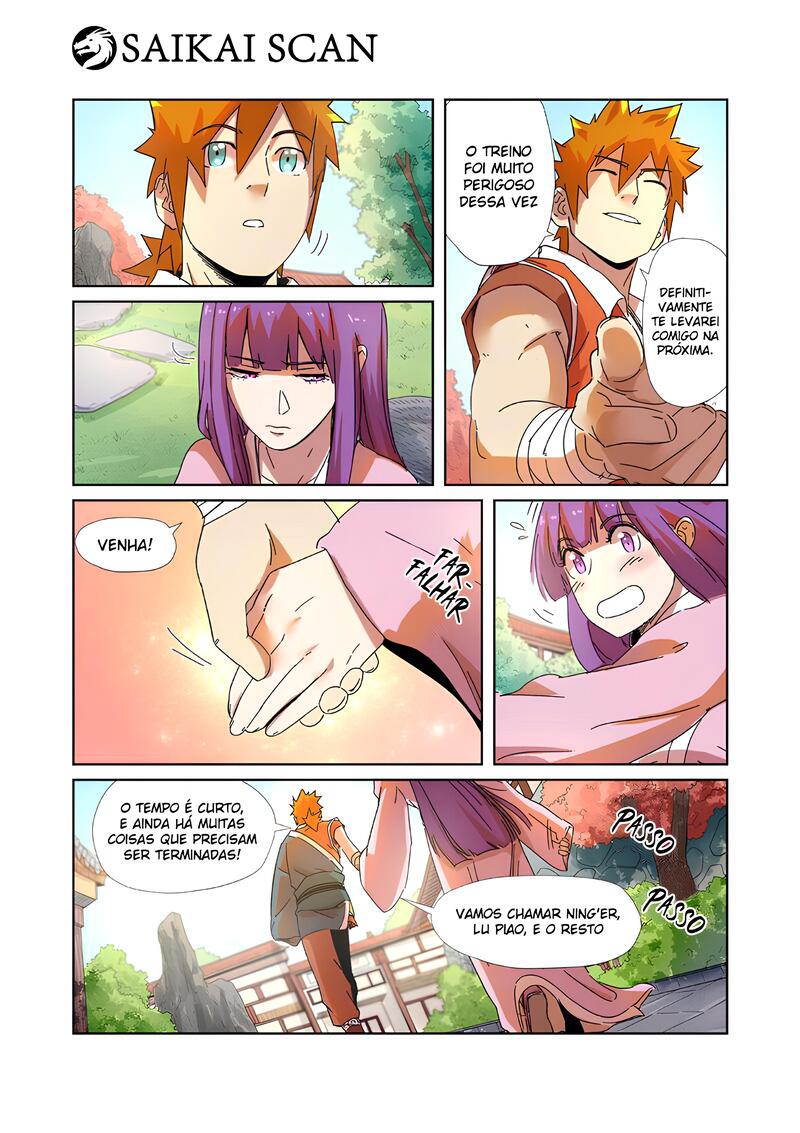 SAIKAI SCAN
O TREINO
FOI MUITO
PERIGOSO
DESSA VEZ
DEFINITI-
VAMENTE
TE LEVAREI
COMIGO NA
PRÓXIMA.
VENHA!
FAR-
FALHAR
O TEMPO É CURTO,
E AINDA HÁ MUITAS
COISAS QUE PRECISAM
SER TERMINADAS!
PASSO
PASSO
VAMOS CHAMAR NING'ER,
LU PIAO, E O RESTO